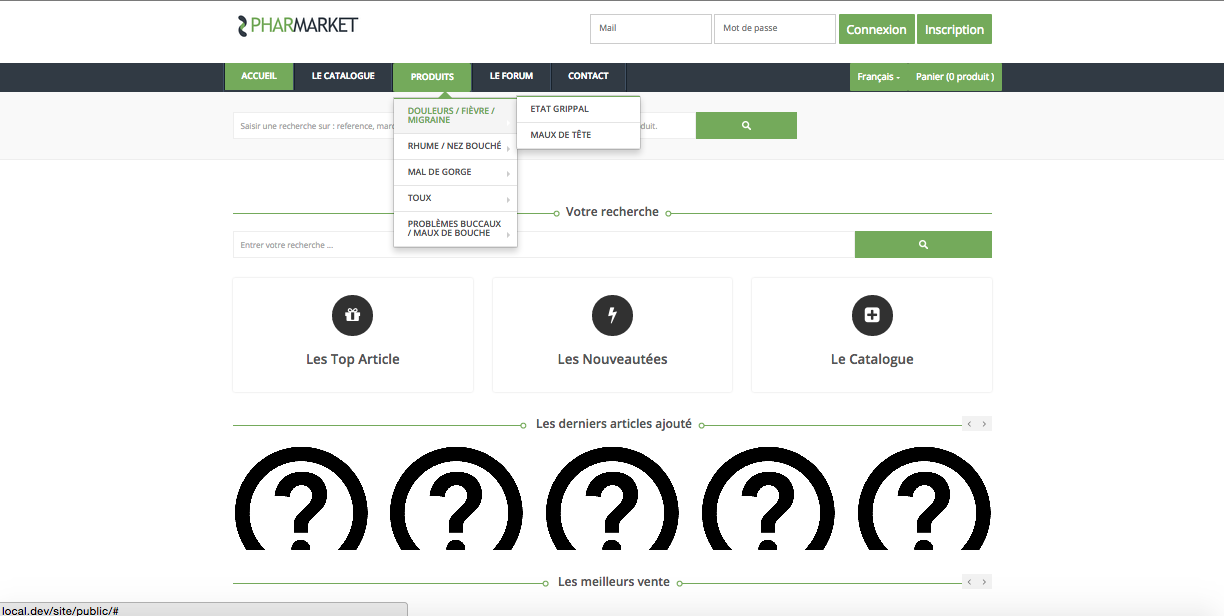 PHARMARKET
Mail
Mot de passe
Connexion
Inscription
ACCUEIL
LE CATALOGUE
PRODUITS
LE FORUM
CONTACT
Français
Panier (0 produit )
DOULEURS / FIÈVRE /
MIGRAINE
ETAT GRIPPAL
MAUX DE TÊTE
Saisir une recherche sur : reference, mar
duit.
RHUME / NEZ BOUCHÉ
MAL DE GORGE
TOUX
PROBLÈMES BUCCAUX
/ MAUX DE BOUCHE
Votre recherche
Entrer votre recherche ...
Les Top Article
Les Nouveautées
Le Catalogue
Les derniers articles ajouté
Les meilleurs vente
local.dev/site/public/#